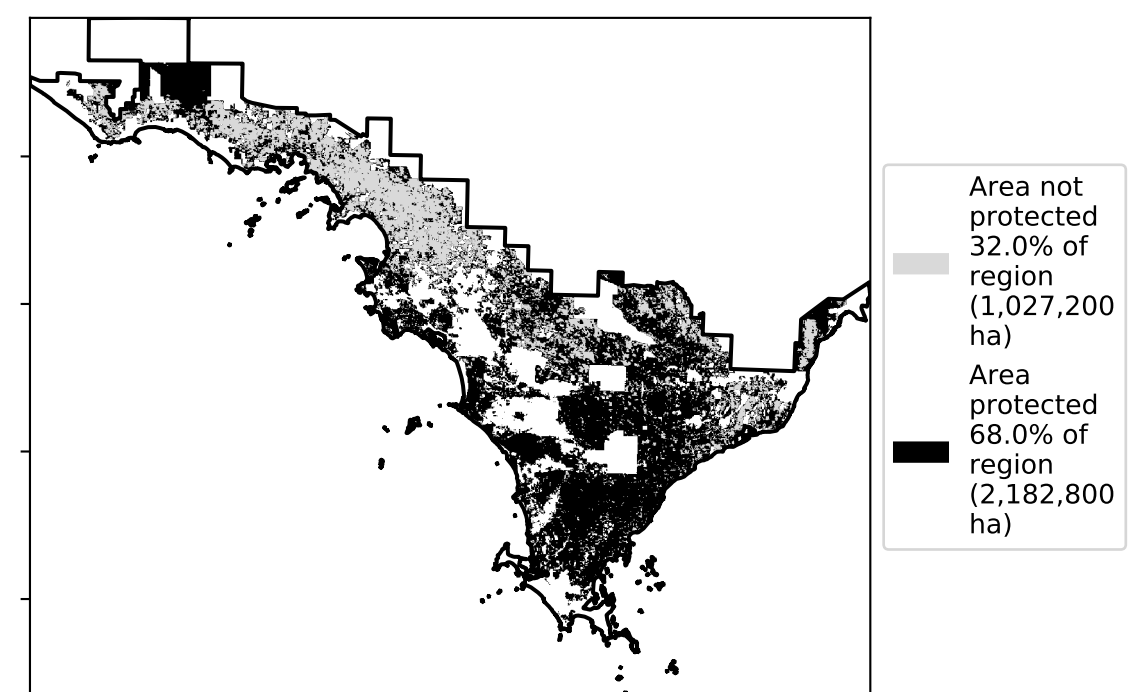 Area not
protected
32.0% of
region
(1,027,200
ha)
Area
protected
68.0% of
region
(2,182,800
ha)